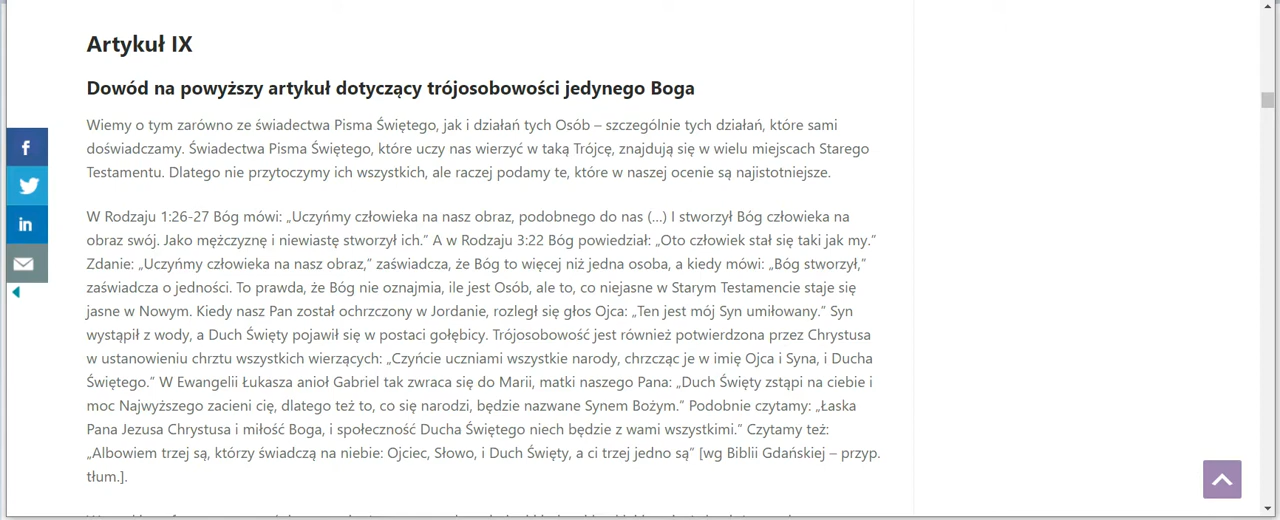 Artykuł IX
Dowód na powyższy artykuł dotyczący trójosobowości jedynego Boga
Wiemy o tym zarówno ze świadectwa Pisma Świętego, jak i działań tych Osób – szczególnie tych działań, które sami
doświadczamy. Świadectwa Pisma Świętego, które uczy nas wierzyć w taką Trójcę, znajdują się w wielu miejscach Starego
Testamentu. Dlatego nie przytoczymy ich wszystkich, ale raczej podamy te, które w naszej ocenie są najistotniejsze.
W Rodzaju 1:26-27 Bóg mówi: „Uczyńmy człowieka na nasz obraz, podobnego do nas (...) I stworzył Bóg człowieka na
obraz swój. Jako mężczyznę i niewiastę stworzył ich.” A w Rodzaju 3:22 Bóg powiedział: „Oto człowiek stał się taki jak my.”
Zdanie: „Uczyńmy człowieka na nasz obraz,” zaświadcza, że Bóg to więcej niż jedna osoba, a kiedy mówi: „Bóg stworzył,”
zaświadcza o jedności. To prawda, że Bóg nie oznajmia, ile jest Osób, ale to, co niejasne w Starym Testamencie staje się
jasne w Nowym. Kiedy nasz Pan został ochrzczony w Jordanie, rozległ się głos Ojca: „Ten jest mój Syn umiłowany.” Syn
wystąpił z wody, a Duch Święty pojawił się w postaci gołębicy. Trójosobowość jest również potwierdzona przez Chrystusa
w ustanowieniu chrztu wszystkich wierzących: „Czyńcie uczniami wszystkie narody, chrzcząc je w imię Ojca i Syna, i Ducha
Świętego.” W Ewangelii Łukasza anioł Gabriel tak zwraca się do Marii, matki naszego Pana: „Duch Święty zstąpi na ciebie i
moc Najwyższego zacieni cię, dlatego też to, co się narodzi, będzie nazwane Synem Bożym.” Podobnie czytamy: „Łaska
Pana Jezusa Chrystusa i miłość Boga, i społeczność Ducha Świętego niech będzie z wami wszystkimi.” Czytamy też:
„Albowiem trzej są, którzy świadczą na niebie: Ojciec, Słowo, i Duch Święty, a ci trzej jedno są” [wg Biblii Gdańskiej – przyp.
tłum.].